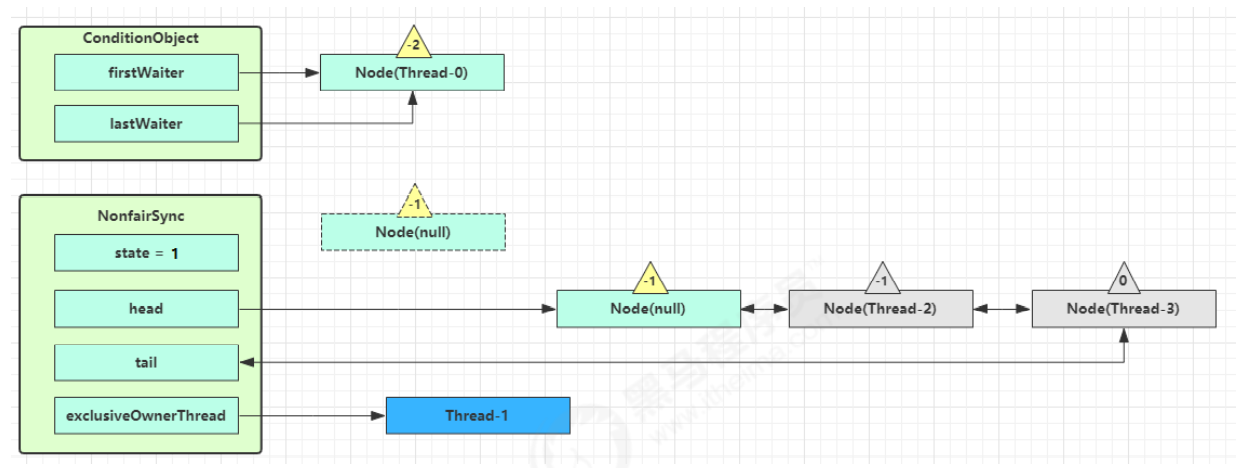 ConditionObject
-2
firstWaiter
Node(Thread-0)
lastWaiter
NonfairSync
-1
Node(null)
state = 1
-1
-1
0
head
Node(null)
Node(Thread-2)
Node(Thread-3)
tail
exclusiveOwnerThread
Thread-1
黑马程序员
www.itheima.com